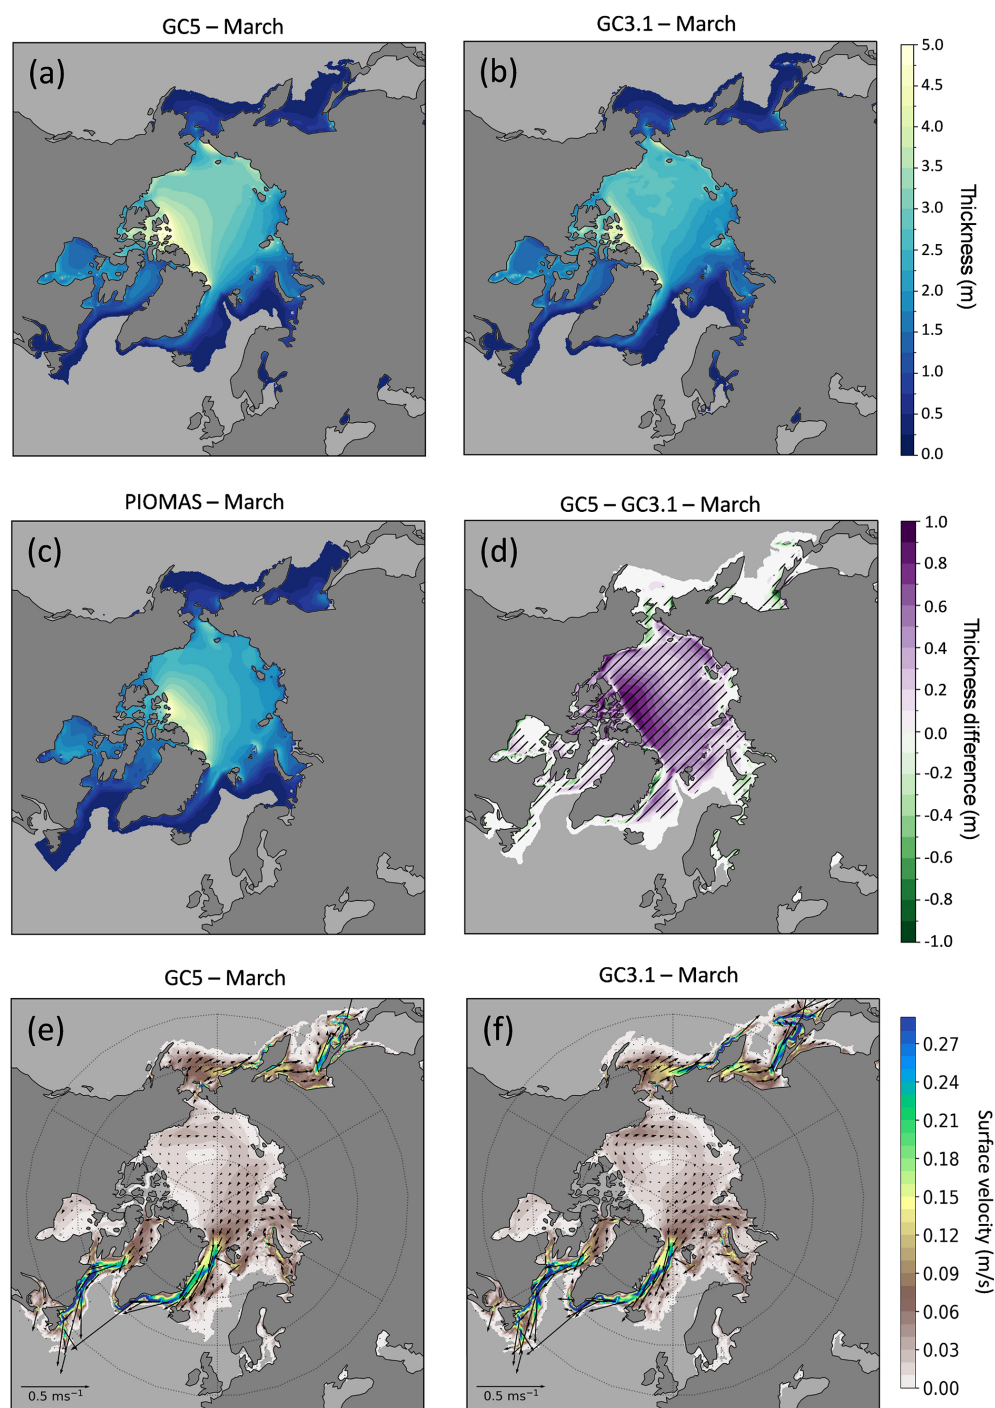 GC5 – March
GC3.1 – March
(a)
(b)
5.0
4.5
4.0
3.5
3.0
2.5
2.0
1.5
1.0
0.5
0.0
Thickness (m)
PIOMAS – March
GC5 – GC3.1 – March
(c)
(d)
1.0
0.8
0.6
0.4
0.2
0.0
-0.2
-0.4
-0.6
-0.8
-1.0
Thickness difference (m)
GC5 – March
GC3.1 – March
(e)
(f)
0.27
0.24
0.21
0.18
0.15
0.12
0.09
0.06
0.03
0.00
Surface velocity (m/s)
0.5 ms⁻¹
0.5 ms⁻¹